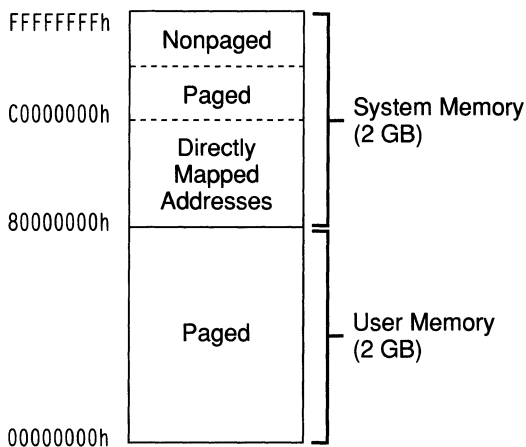 FFFFFFFFh
Nonpaged
Paged
C0000000h
System Memory
(2 GB)
Directly
Mapped
Addresses
80000000h
Paged
User Memory
(2 GB)
00000000h